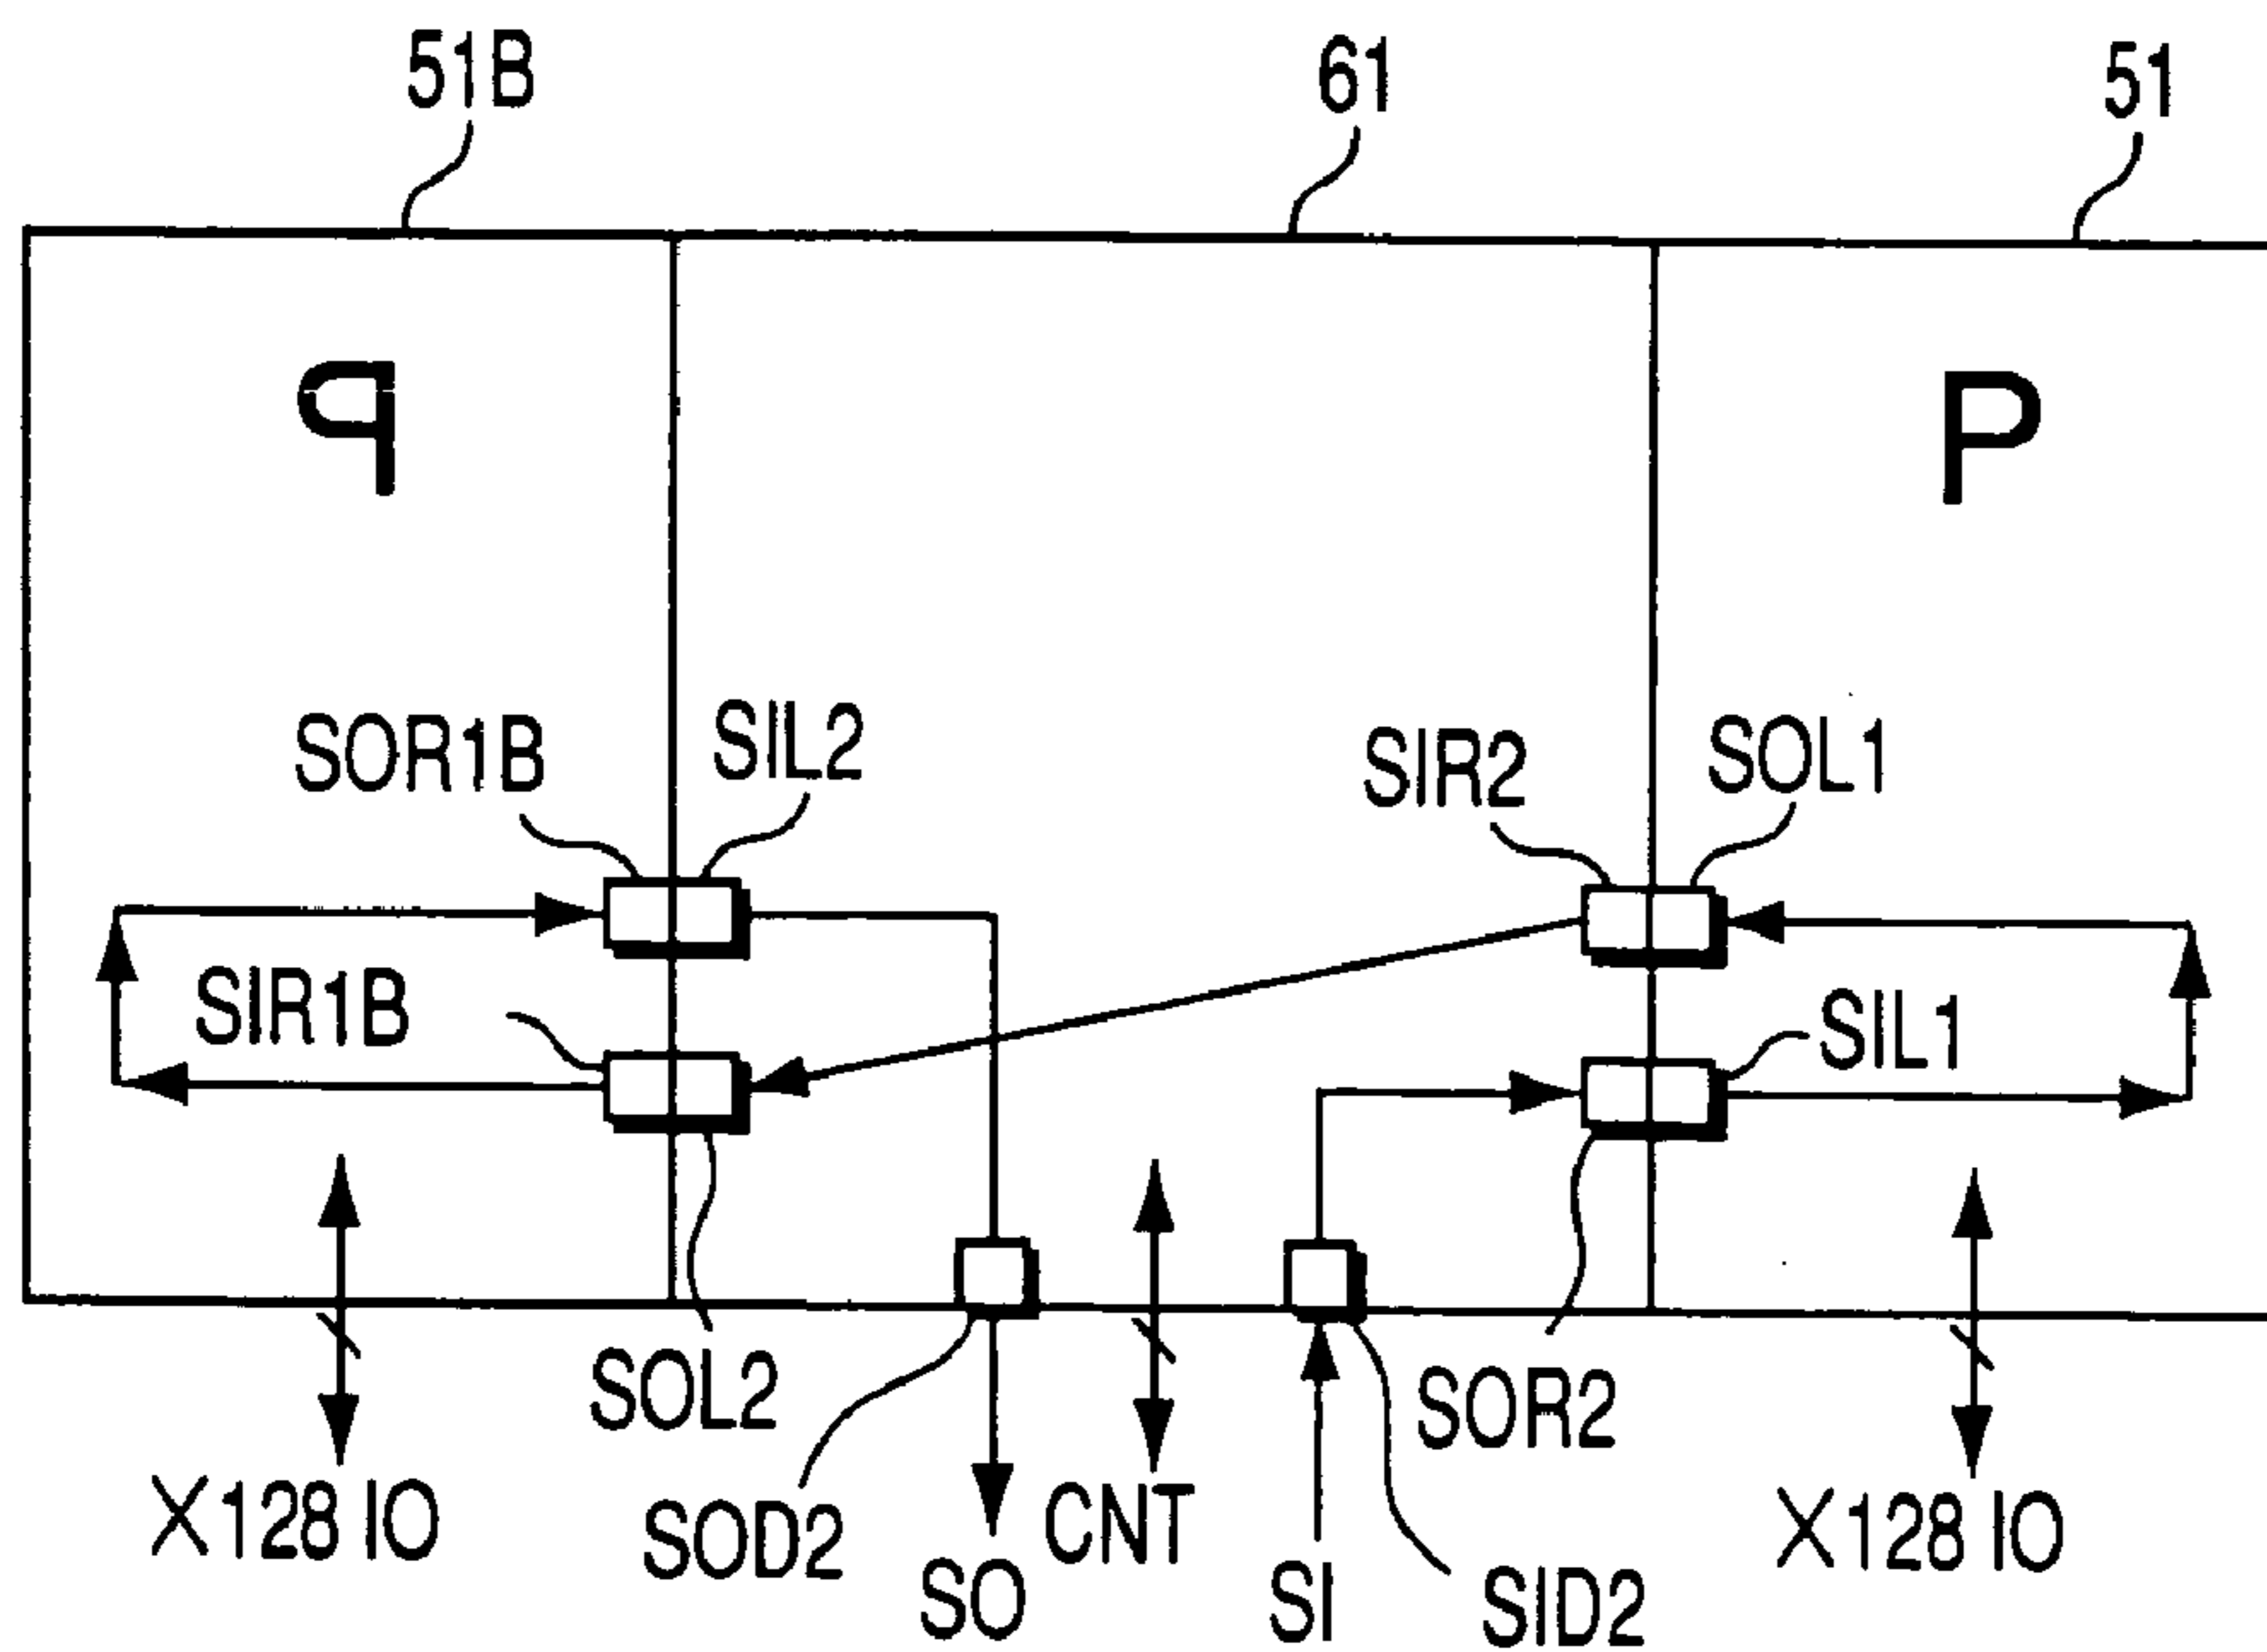 51B 61 51
P P
SOR1B SIL2 SIR2 SOL1
SIR1B SIL1
SOL2 SOR2
X128 IO SOD2 CNT X128 IO
SO SI SID2